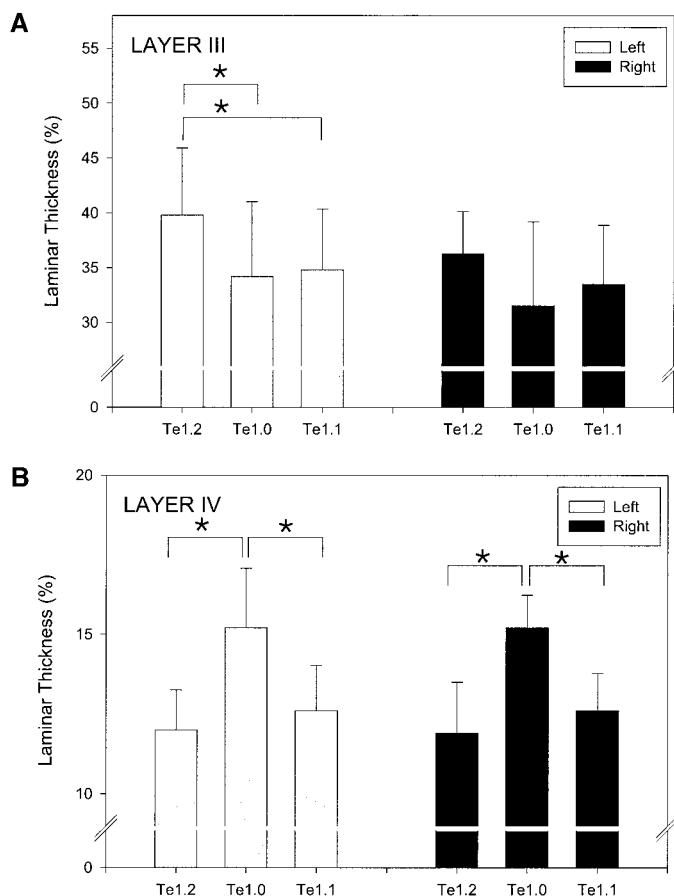 A
LAYER III
Left
Right
*
*
55
50
45
40
35
30
0
Laminar Thickness (%)
Te1.2 Te1.0 Te1.1 Te1.2 Te1.0 Te1.1
B
LAYER IV
Left
Right
* * * *
20
15
10
0
Laminar Thickness (%)
Te1.2 Te1.0 Te1.1 Te1.2 Te1.0 Te1.1